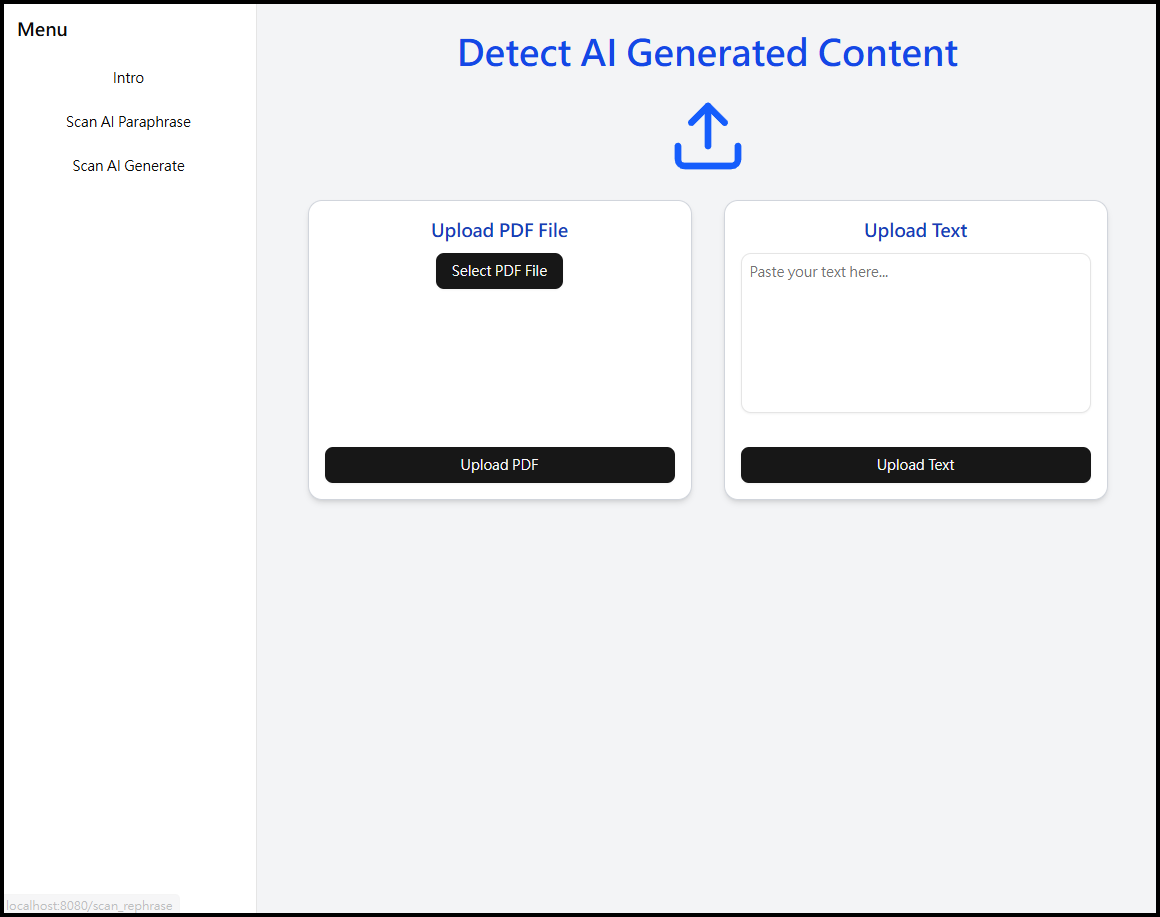 Menu
Intro
Scan AI Paraphrase
Scan AI Generate
Detect AI Generated Content
Upload PDF File
Select PDF File
Upload PDF
Upload Text
Paste your text here...
Upload Text
localhost:8080/scan_rephrase